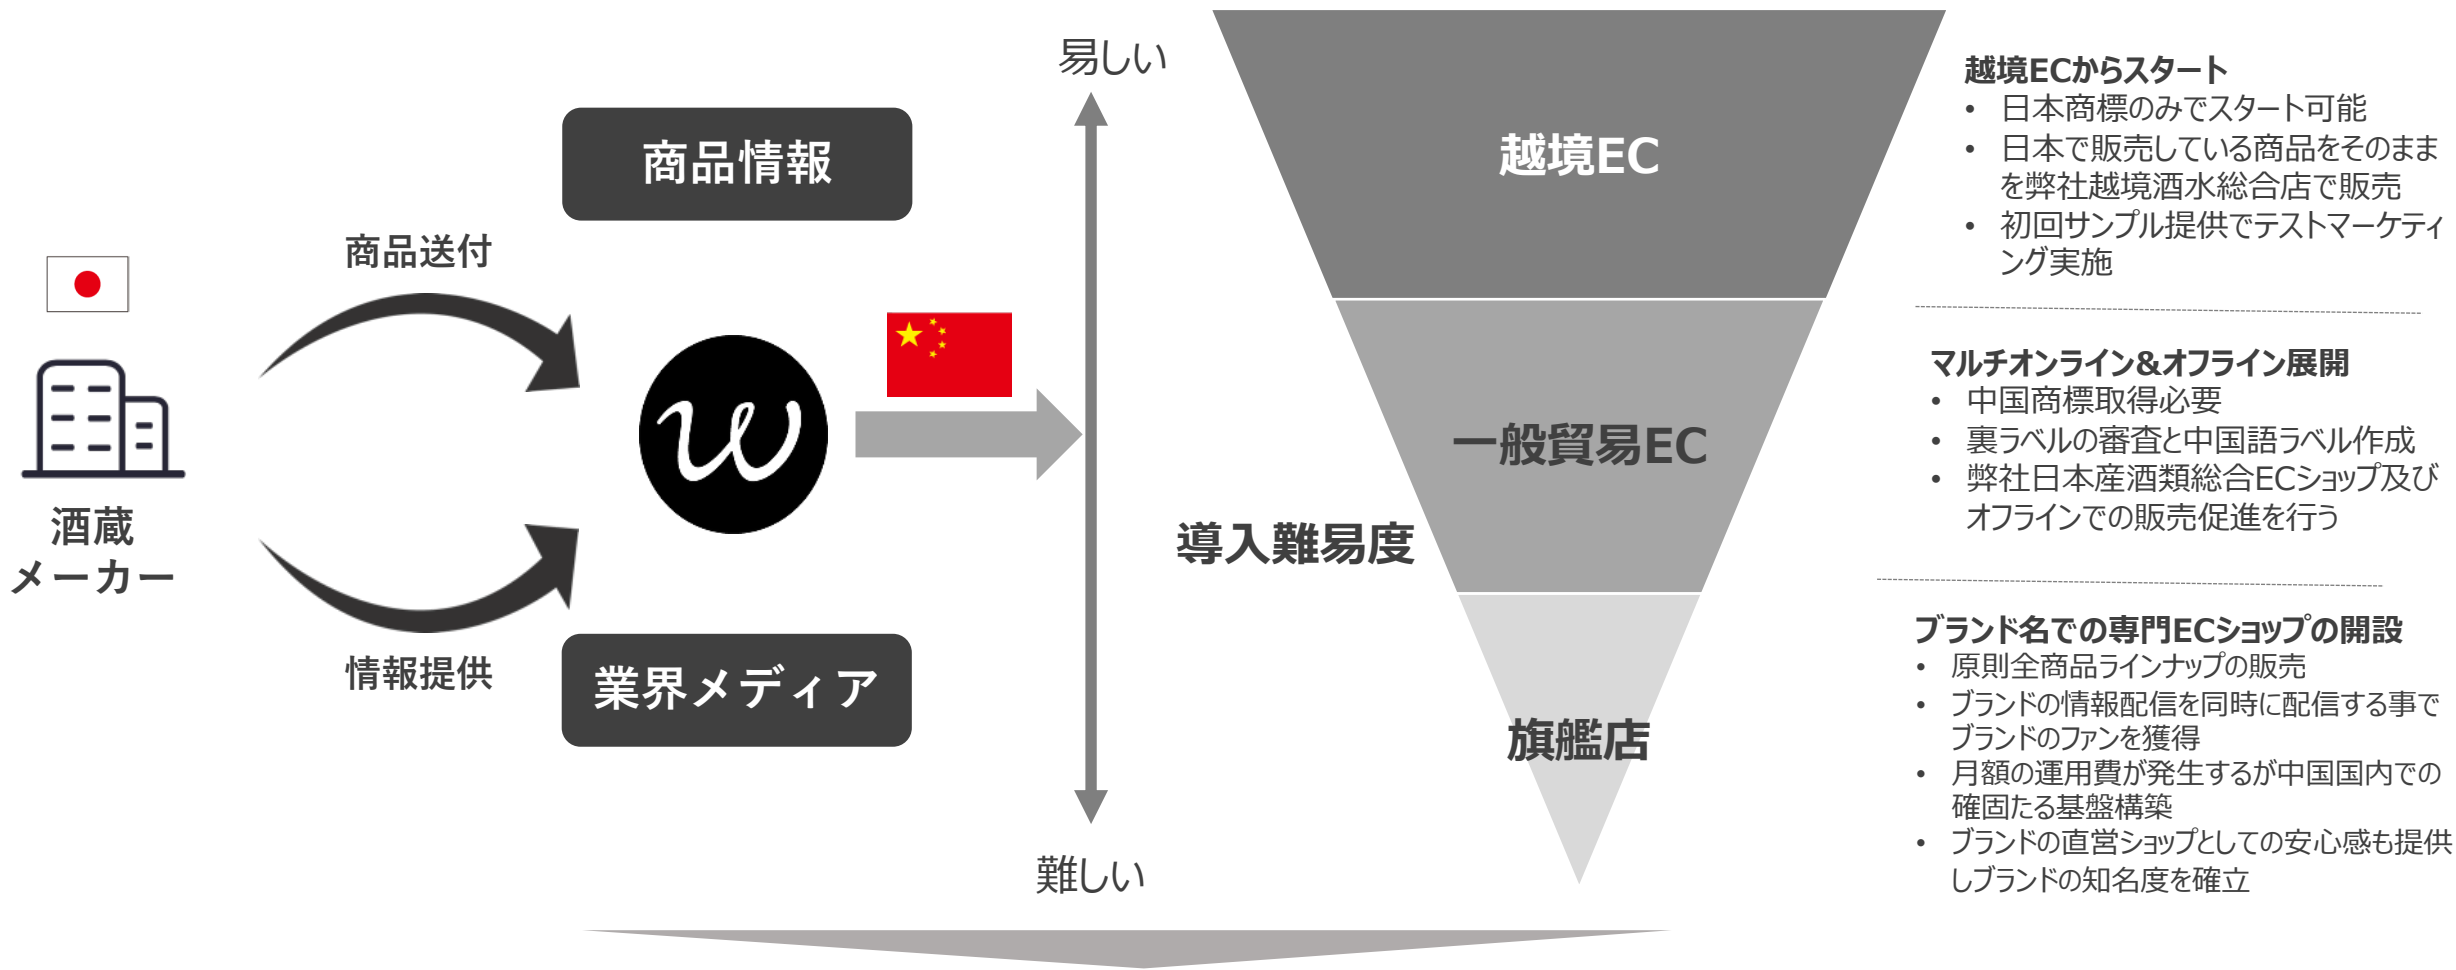 商品情報
商品送付
酒蔵
メーカー
w
情報提供
業界メディア
易しい
難しい
導入難易度
越境EC
一般貿易EC
旗艦店
越境ECからスタート
• 日本商標のみでスタート可能
• 日本で販売している商品をそのまま
を弊社越境酒水総合店で販売
• 初回サンプル提供でテストマーケティ
ング実施
マルチオンライン&オフライン展開
• 中国商標取得必要
• 裏ラベルの審査と中国語ラベル作成
• 弊社日本産酒類総合ECショップ及び
オフラインでの販売促進を行う
ブランド名での専門ECショップの開設
• 原則全商品ラインナップの販売
• ブランドの情報配信を同時に配信する事で
ブランドのファンを獲得
• 月額の運用費が発生するが中国国内での
確固たる基盤構築
• ブランドの直営ショップとしての安心感も提供
しブランドの知名度を確立